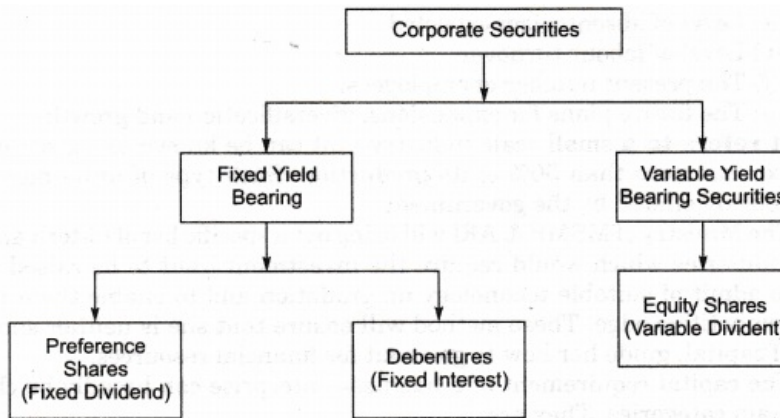 Corporate Securities
Fixed Yield
Bearing
Variable Yield
Bearing Securities
Preference
Shares
(Fixed Dividend)
Debentures
(Fixed Interest)
Equity Shares
(Variable Divident)